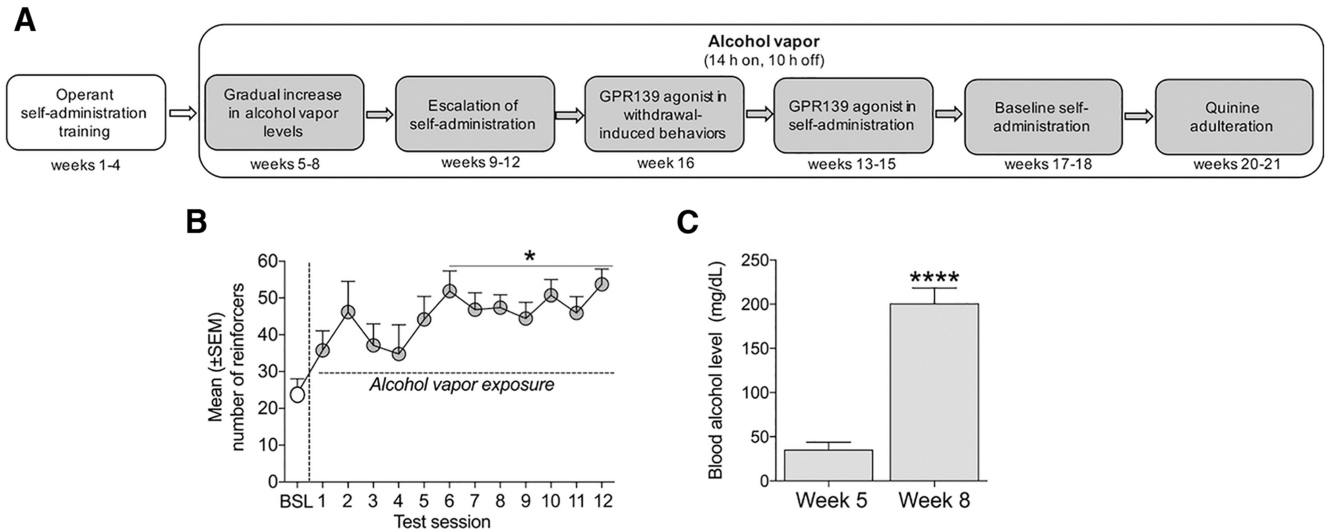 A
Alcohol vapor
(14 h on, 10 h off)
Operant
self-administration
training
weeks 1-4
Gradual increase
in alcohol vapor
levels
weeks 5-8
Escalation of
self-administration
weeks 9-12
GPR139 agonist in
withdrawal-
induced behaviors
week 16
GPR139 agonist in
self-administration
weeks 13-15
Baseline self-
administration
weeks 17-18
Quinine
adulteration
weeks 20-21
B
Mean (±SEM)
number of reinforcers
60
50
40
30
20
10
0
*
Alcohol vapor exposure
BSL 1 2 3 4 5 6 7 8 9 10 11 12
Test session
C
Blood alcohol level (mg/dL)
250
200
150
100
50
0
****
Week 5 Week 8